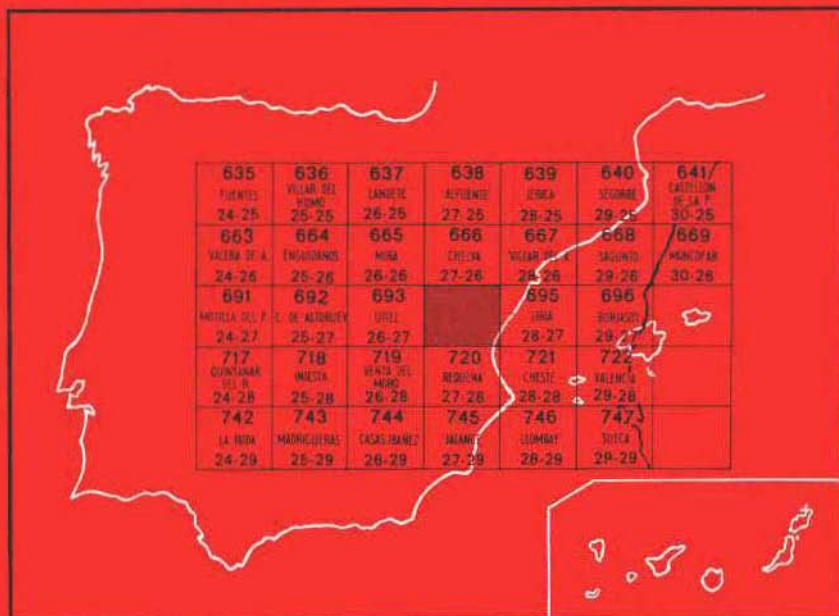 635 636 637 638 639 640 641
FUENTES VILLAR DEL HUMO LANDETE ALPUENTE JERICA SEGORBE CASTELLON DE LA P.
24-25 25-25 26-25 27-25 28-25 29-25 30-25
663 664 665 666 667 668 669
VALERA DE A. ENGUIDANOS MIRA CHELVA VILLAR DEL A. SAGUNTO MONCOFAR
24-26 25-26 26-26 27-26 28-26 29-26 30-26
691 692 693 695 696
MOTILLA DEL P. C. DE ALTOBUEY UTIEL LIRIA BURJASOT
24-27 25-27 26-27 28-27 29-27
717 718 719 720 721 722
QUINTANAR DEL R. INIESTA VENTA DEL MORO REQUENA CHESTE VALENCIA
24-28 25-28 26-28 27-28 28-28 29-28
742 743 744 745 746 747
LA RODA MADRIGUERAS CASAS IBAÑEZ JALANCE LLOMBAY SUECA
24-29 25-29 26-29 27-29 28-29 29-29